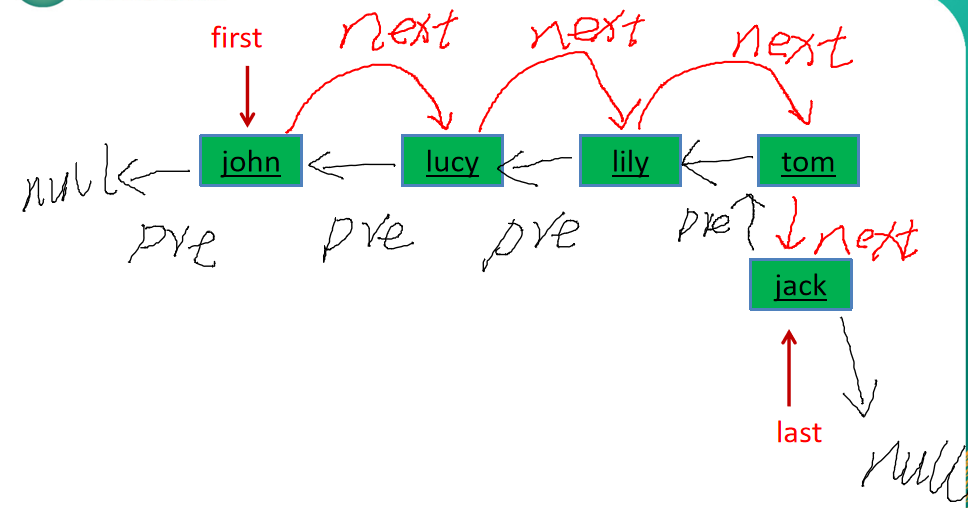 first next next next
null john lucy lily tom
pre pre pre pre next
jack
last
null